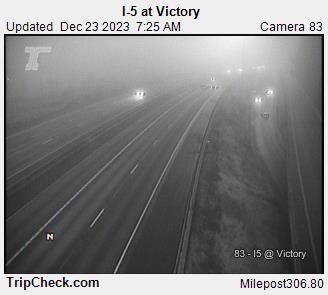 I-5 at Victory
Updated Dec 23 2023 7:25 AM Camera 83
N
83 - I5 @ Victory
TripCheck.com Milepost306.80